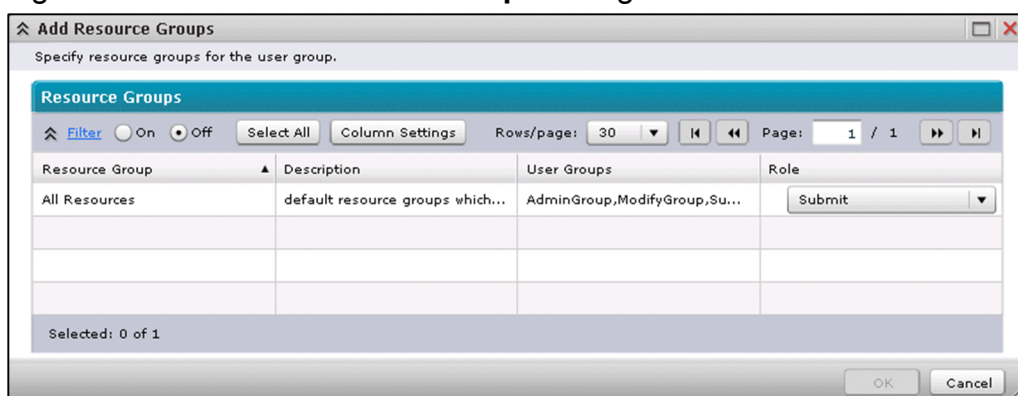 Add Resource Groups
Specify resource groups for the user group.
Resource Groups
Filter On Off Select All Column Settings Rows/page: 30 Page: 1 / 1
Resource Group Description User Groups Role
All Resources default resource groups which... AdminGroup,ModifyGroup,Su... Submit
Selected: 0 of 1
OK Cancel